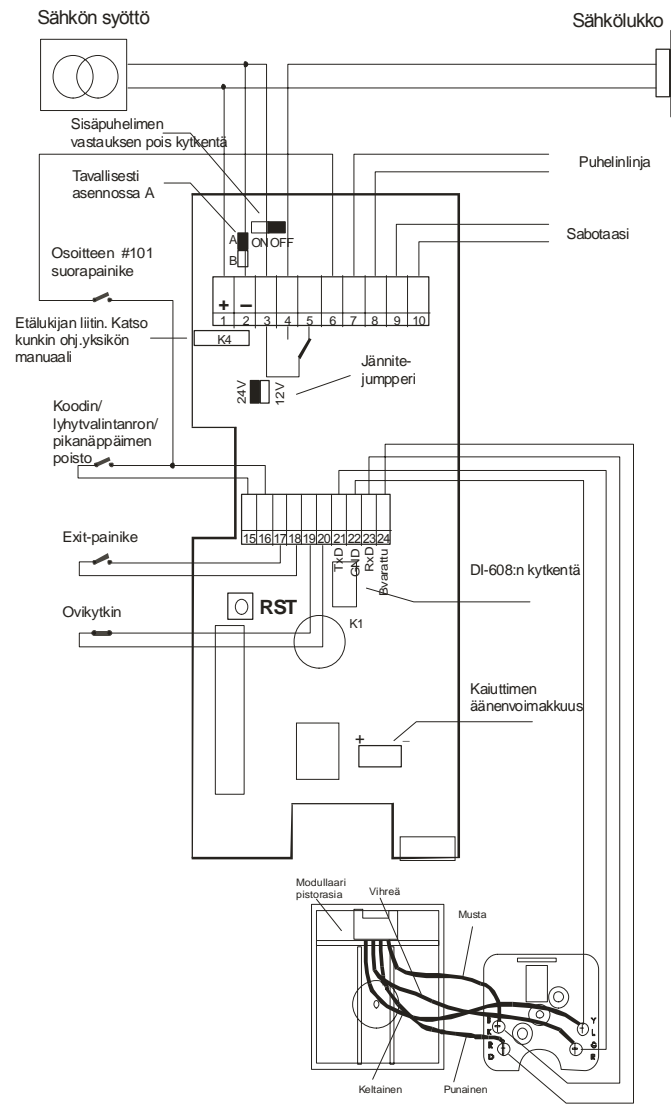 Sähkön syöttö
Sähkölukko
Sisäpuhelimen
vastauksen pois kytkentä
Puhelinlinja
Tavallisesti
asennossa A
Sabotaasi
A
B
ON OFF
Osoitteen #101
suorapainike
+ −
1 2 3 4 5 6 7 8 9 10
Etälukijan liitin. Katso
kunkin ohj.yksikön
manuaali
K4
Jännite-
jumpperi
24V
12V
Koodin/
lyhytvalintanron/
pikanäppäimen
poisto
15 16 17 18 19 20 21 22 23 24
TxD
GND
RxD
Bvarattu
Exit-painike
DI-608:n kytkentä
RST
K1
Ovikytkin
Kaiuttimen
äänenvoimakkuus
+ −
Modullaari
pistorasia
Vihreä
Musta
B
K
R
D
Y
L
G
R
Keltainen
Punainen